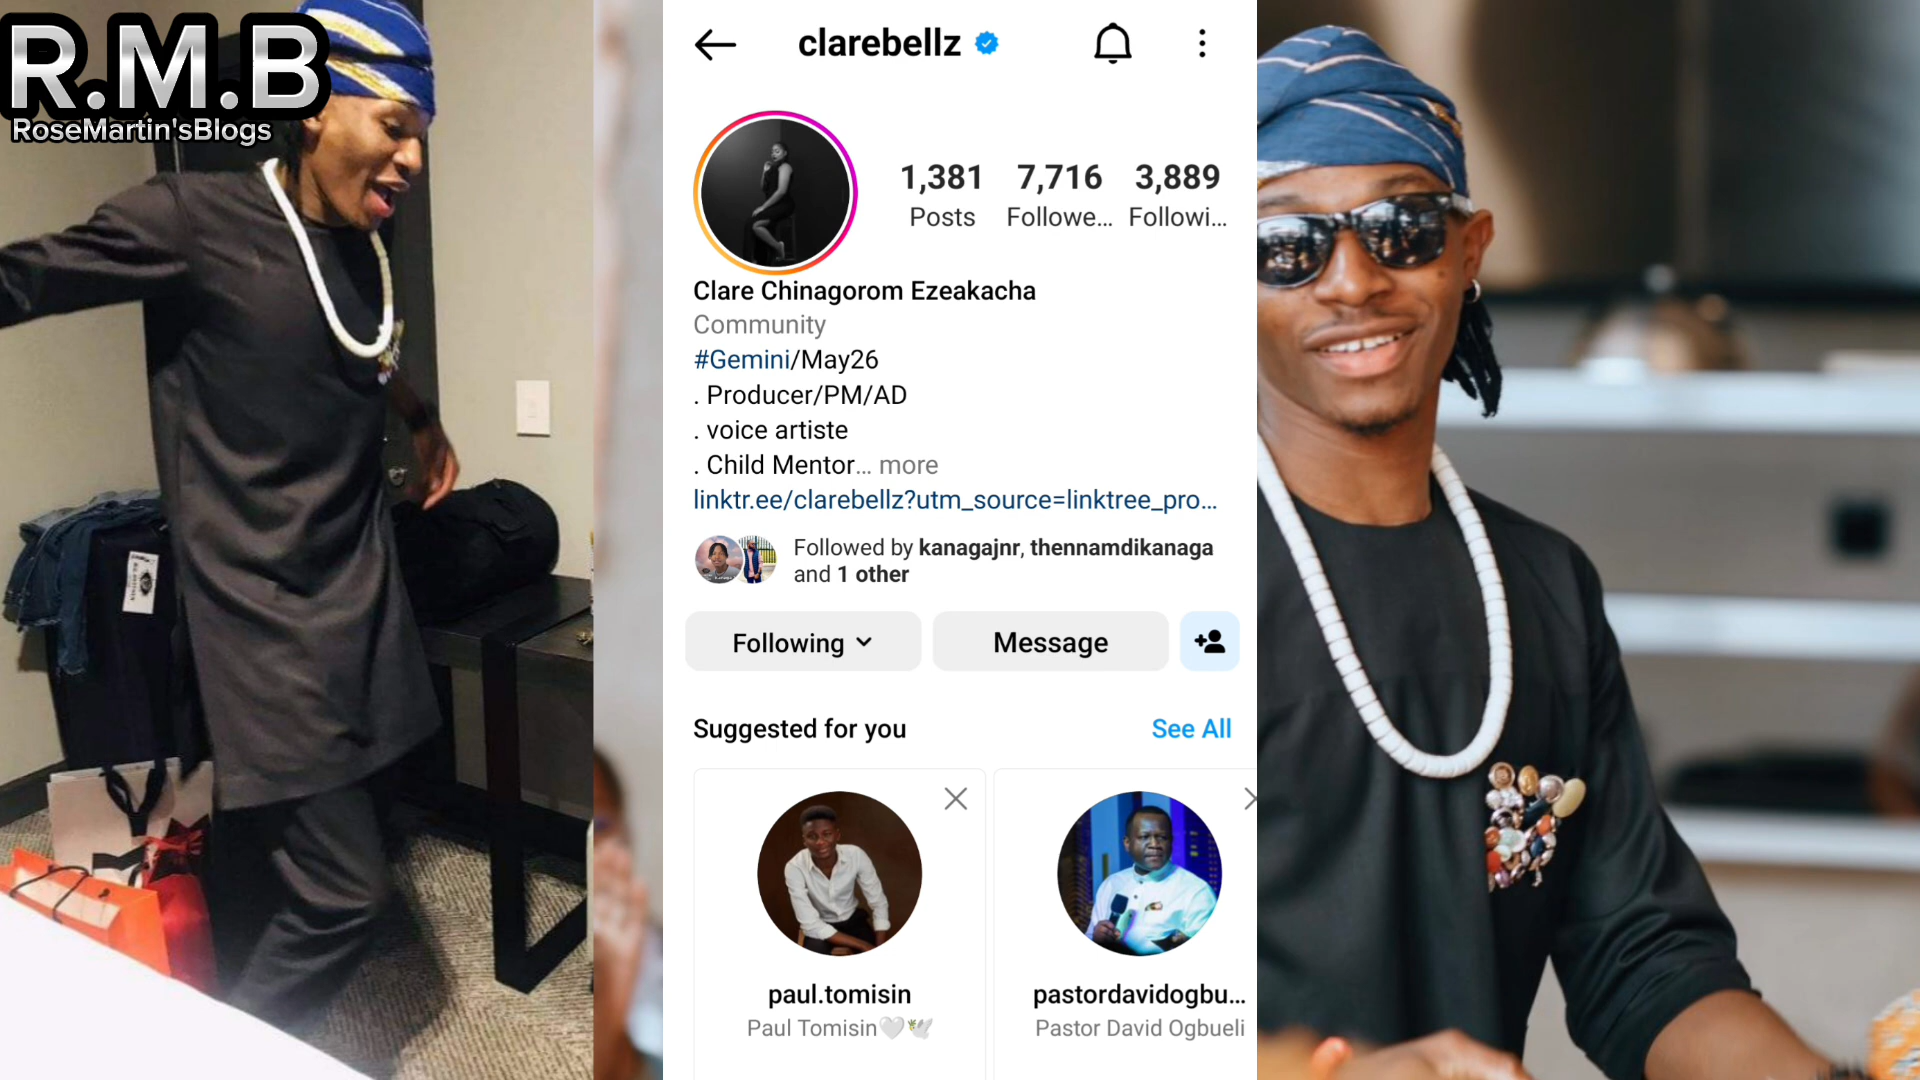 R.M.B
RoseMartin'sBlogs
clarebellz
1,381 7,716 3,889
Posts Followe... Followi...
Clare Chinagorom Ezeakacha
Community
#Gemini/May26
. Producer/PM/AD
. voice artiste
. Child Mentor... more
linktr.ee/clarebellz?utm_source=linktree_pro...
Followed by kanagajnr, thennamdikanaga
and 1 other
Following Message
Suggested for you See All
paul.tomisin pastordavidogbu...
Paul Tomisin🤍🕊️ Pastor David Ogbueli